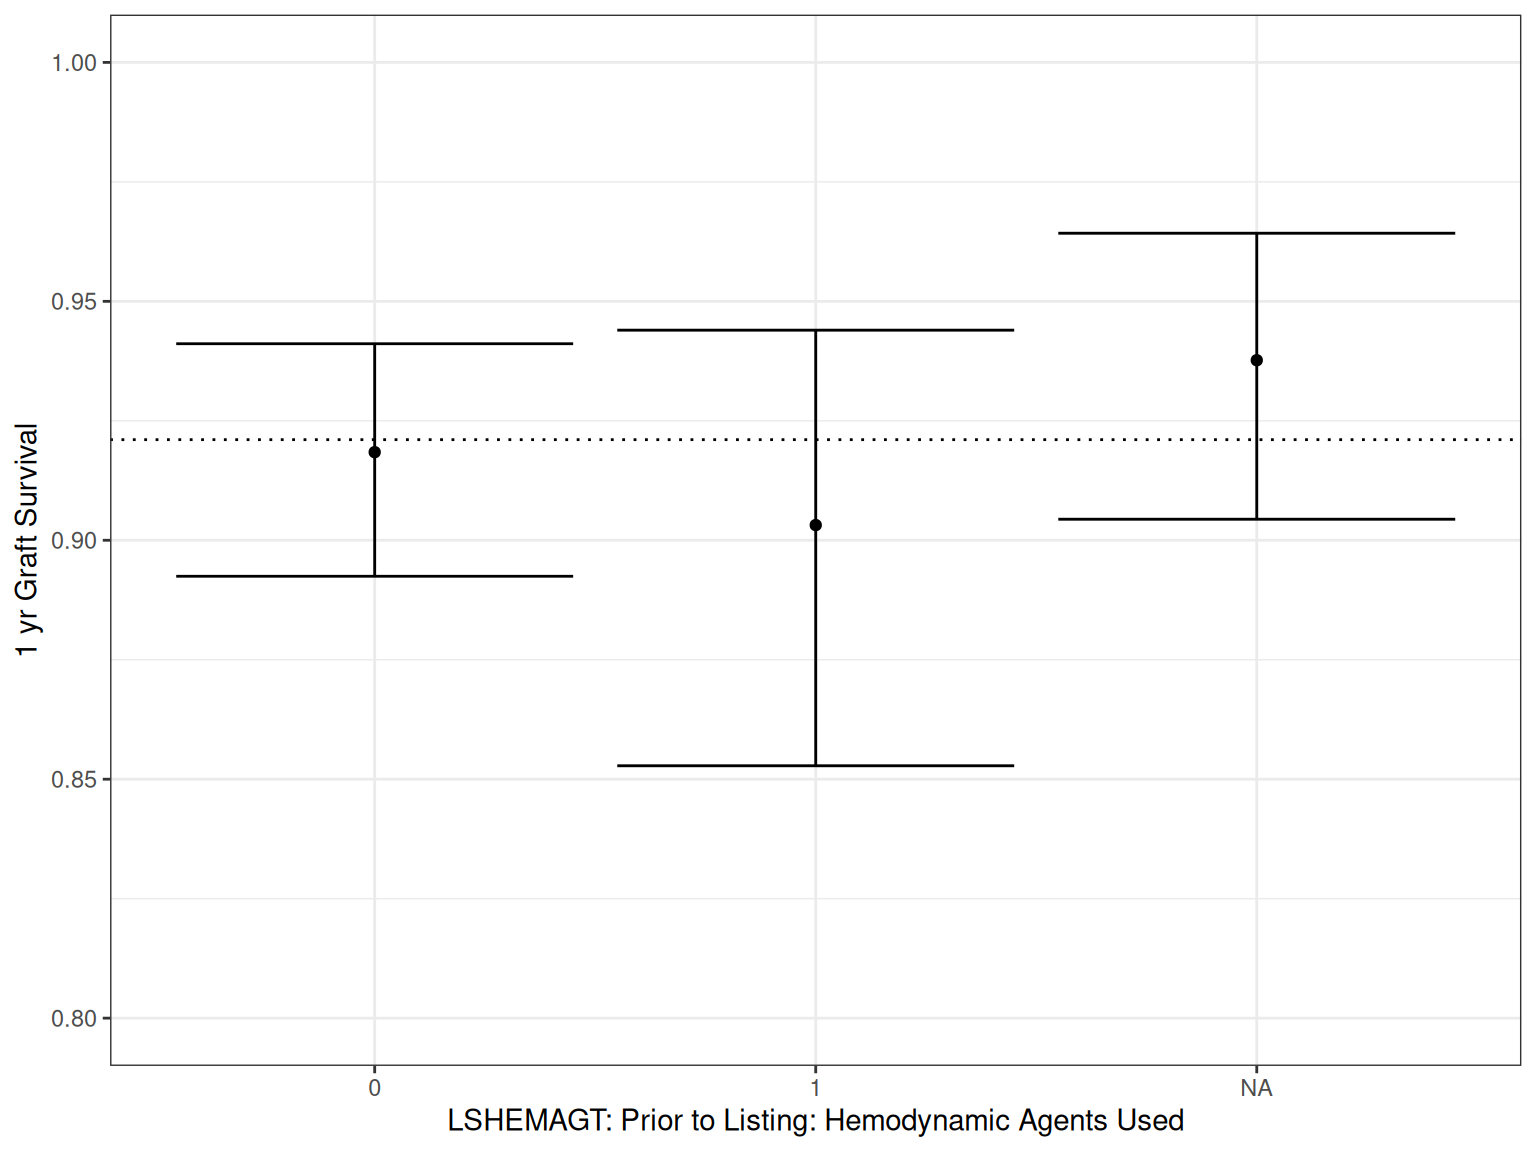 1.00
0.95
0.90
0.85
0.80
1 yr Graft Survival
0 1 NA
LSHEMAGT: Prior to Listing: Hemodynamic Agents Used